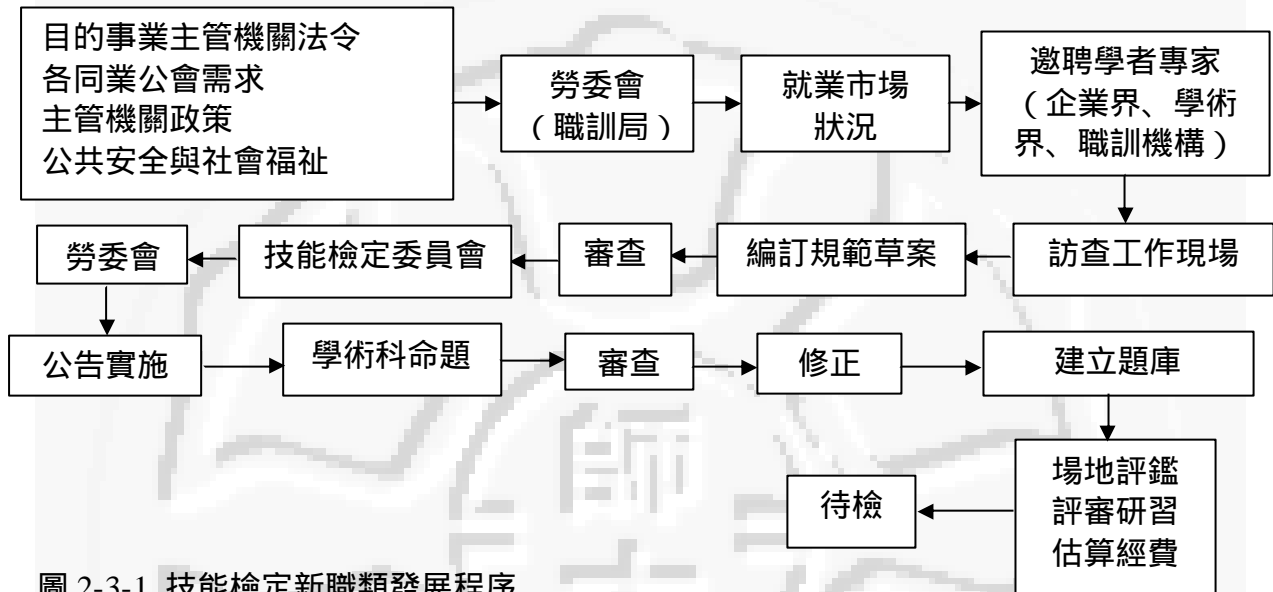 目的事業主管機關法令
各同業公會需求
主管機關政策
公共安全與社會福祉
勞委會
（職訓局）
就業市場
狀況
邀聘學者專家
（企業界、學術
界、職訓機構）
訪查工作現場
編訂規範草案
審查
技能檢定委員會
勞委會
公告實施
學術科命題
審查
修正
建立題庫
場地評鑑
評審研習
估算經費
待檢
圖 2-3-1 技能檢定新職類發展程序